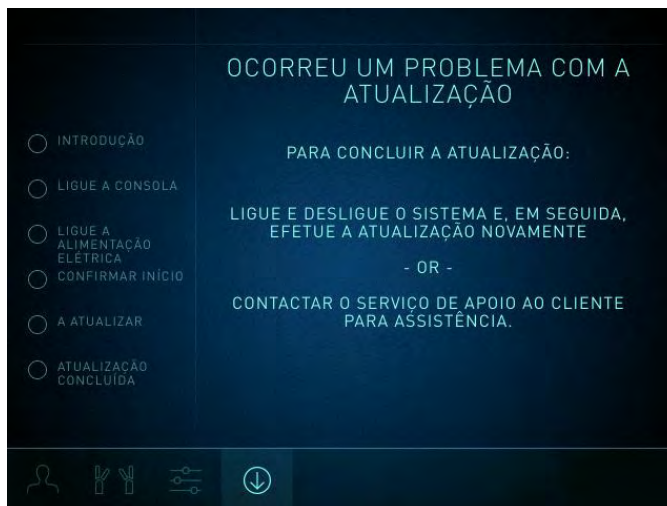 OCORREU UM PROBLEMA COM A
ATUALIZAÇÃO
INTRODUÇÃO
LIGUE A CONSOLA
LIGUE A
ALIMENTAÇÃO
ELÉTRICA
CONFIRMAR INÍCIO
A ATUALIZAR
ATUALIZAÇÃO
CONCLUÍDA
PARA CONCLUIR A ATUALIZAÇÃO:
LIGUE E DESLIGUE O SISTEMA E, EM SEGUIDA,
EFETUE A ATUALIZAÇÃO NOVAMENTE
- OR -
CONTACTAR O SERVIÇO DE APOIO AO CLIENTE
PARA ASSISTÊNCIA.